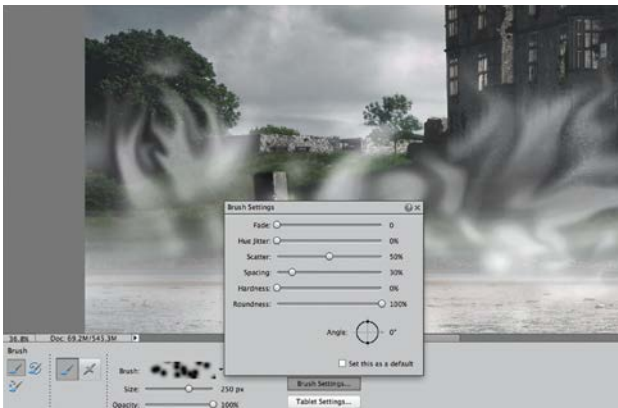 Brush Settings
Fade: 0
Hue Jitter: 0%
Scatter: 50%
Spacing: 30%
Hardness: 0%
Roundness: 100%
Angle: 0°
Set this as a default
36.8% Doc: 69.2M/545.3M
Brush
Brush:
Size: 250 px
Brush Settings...
Opacity: 100%
Tablet Settings...